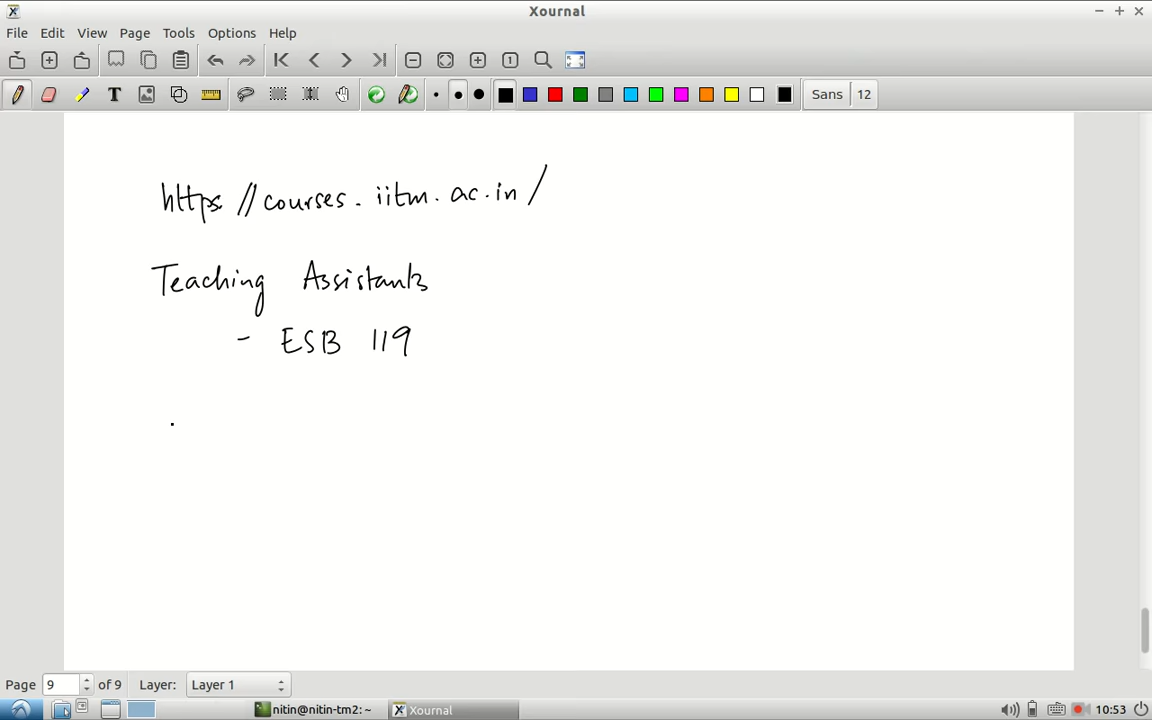 Xournal
File Edit View Page Tools Options Help
Sans 12
https://courses.iitm.ac.in/
Teaching Assistants
- ESB 119
Page 9 of 9 Layer: Layer 1
nitin@nitin-tm2: ~ Xournal 10:53